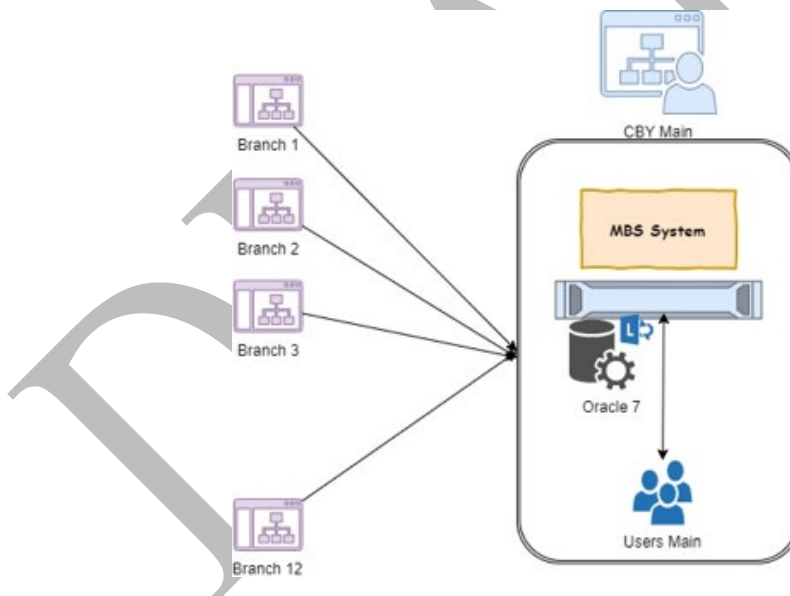 CBY Main
Branch 1
MBS System
Branch 2
Branch 3
L
Oracle 7
Users Main
Branch 12